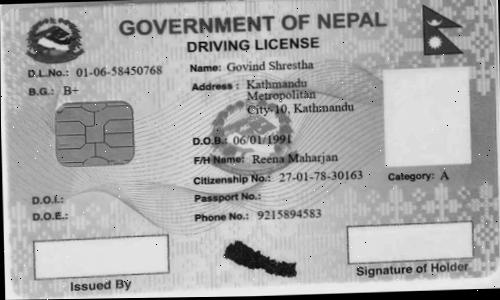 GOVERNMENT OF NEPAL
DRIVING LICENSE
D.L.No.: 01-06-58450768
B.G.: B+
Name: Govind Shrestha
Address : Kathmandu
Metropolitan
City-10, Kathmandu
D.O.B.: 06/01/1991
F/H Name: Reena Maharjan
Citizenship No.: 27-01-78-30163
Category: A
D.O.I.:
Passport No.:
D.O.E.:
Phone No.: 9215894583
Issued By
Signature of Holder